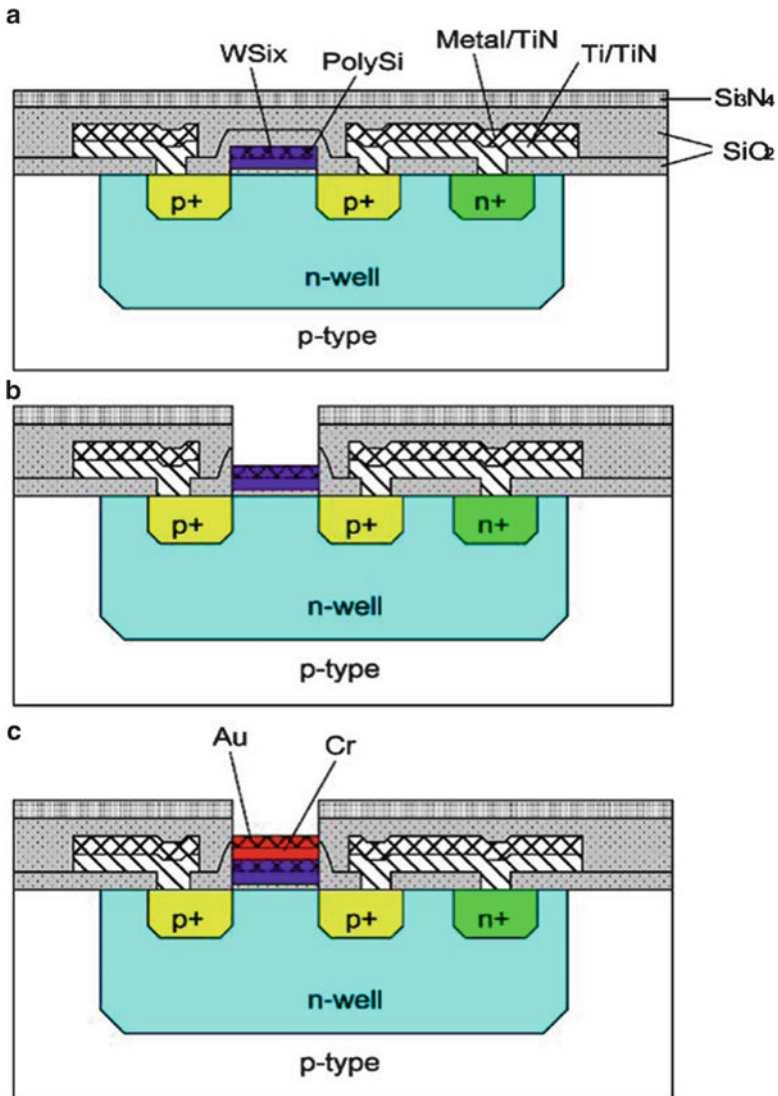 a
WSix
PolySi
Metal/TiN
Ti/TiN
Si3N4
SiO2
p+
p+
n+
n-well
p-type
b
p+
p+
n+
n-well
p-type
c
Au
Cr
p+
p+
n+
n-well
p-type